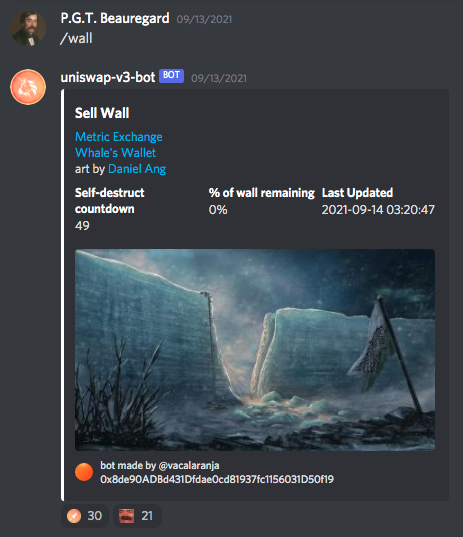 P.G.T. Beauregard 09/13/2021
/wall
uniswap-v3-bot BOT 09/13/2021
Sell Wall
Metric Exchange
Whale's Wallet
art by Daniel Ang
Self-destruct countdown
49
% of wall remaining
0%
Last Updated
2021-09-14 03:20:47
bot made by @vacalaranja
0x8de90ADBd431Dfdae0cd81937fc1156031D50f19
30
21